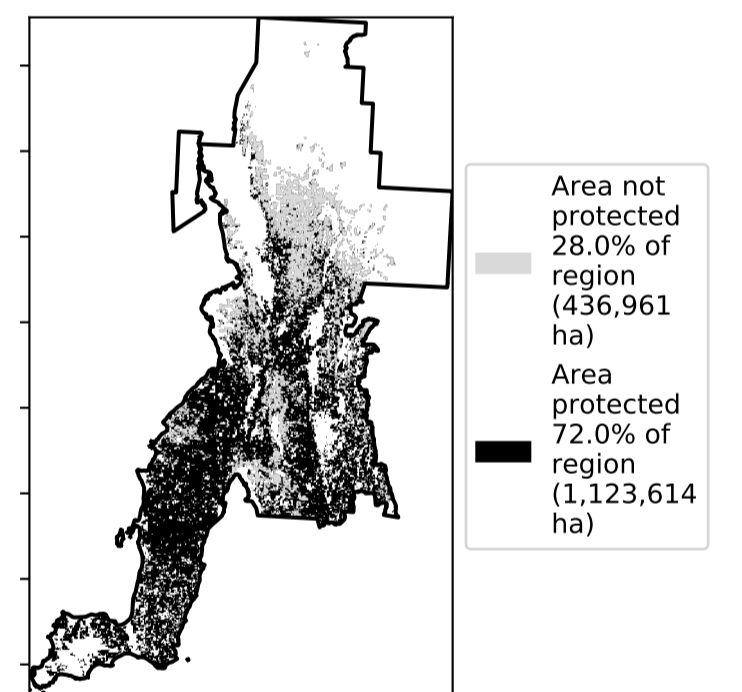 Area not
protected
28.0% of
region
(436,961
ha)
Area
protected
72.0% of
region
(1,123,614
ha)